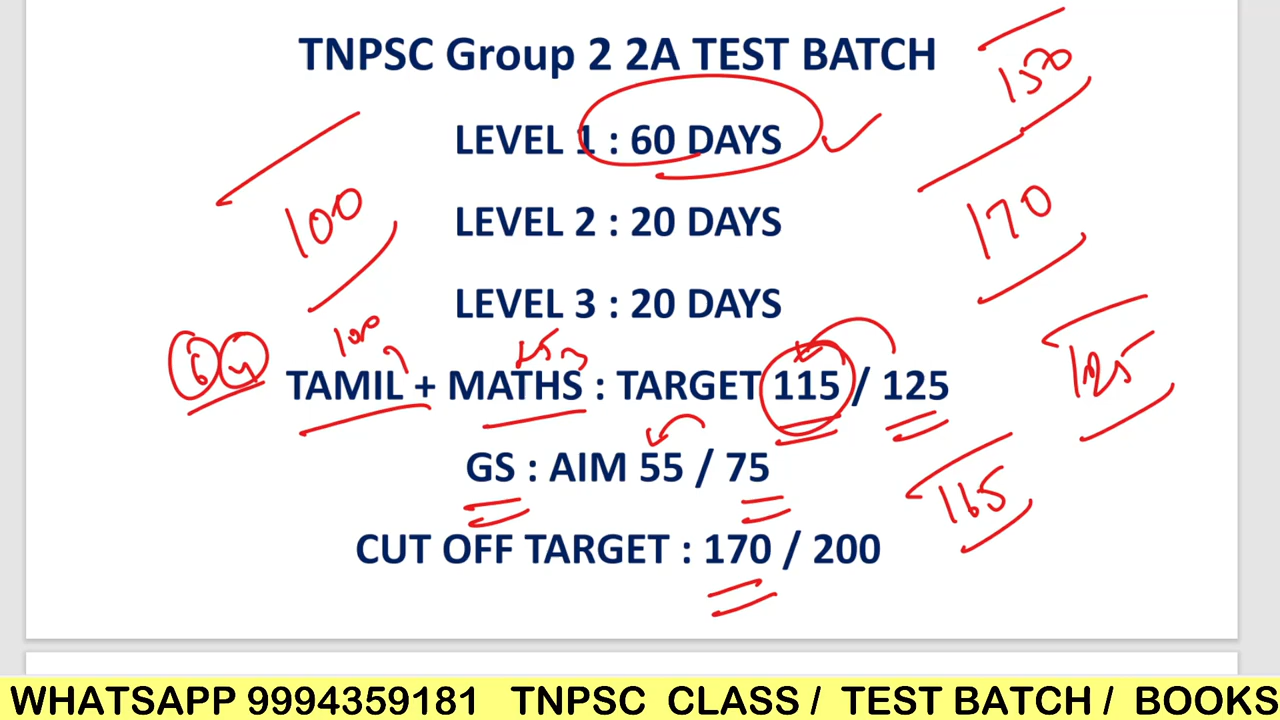 TNPSC Group 2 2A TEST BATCH
150
LEVEL 1 : 60 DAYS
100
LEVEL 2 : 20 DAYS
170
LEVEL 3 : 20 DAYS
100
125
TAMIL + MATHS : TARGET 115 / 125
GS : AIM 55 / 75
165
CUT OFF TARGET : 170 / 200
WHATSAPP 9994359181 TNPSC CLASS / TEST BATCH / BOOKS